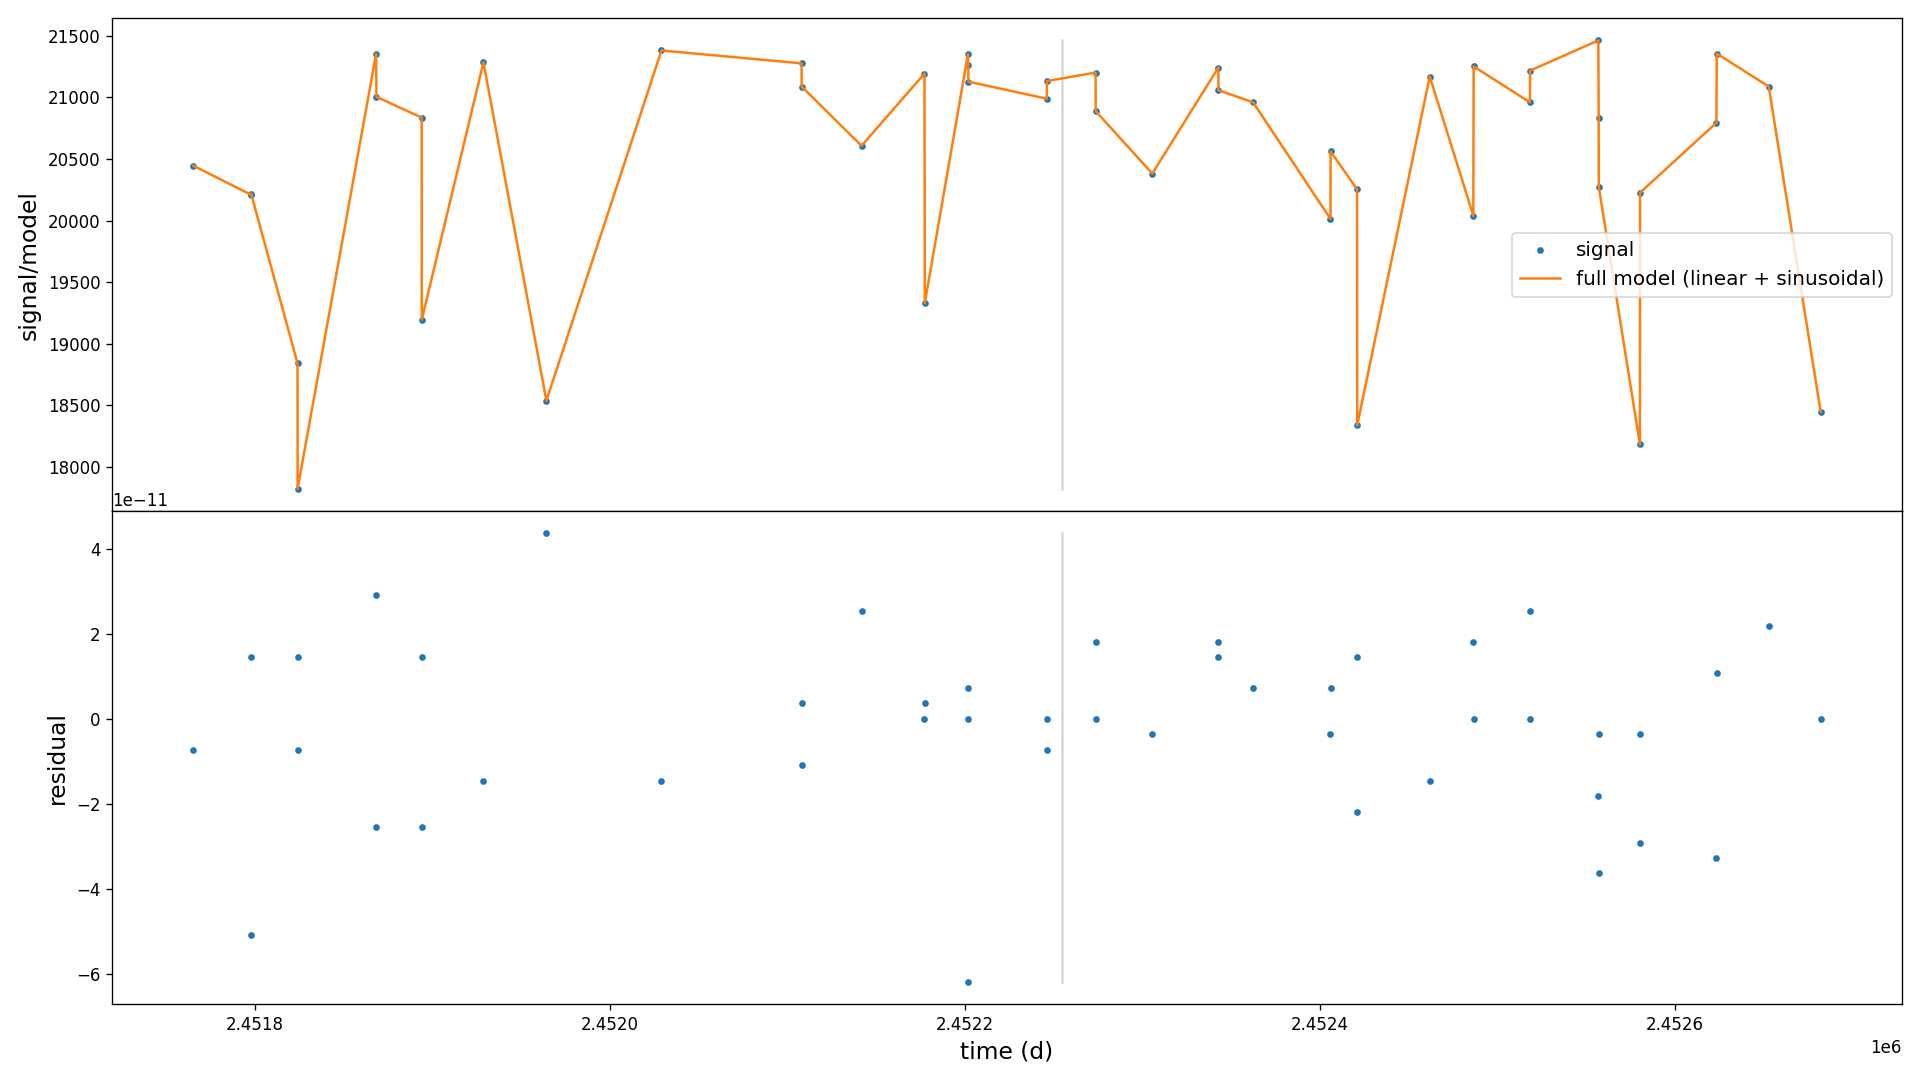 21500
21000
20500
20000
19500
19000
18500
18000
signal/model
signal
full model (linear + sinusoidal)
1e−11
4
2
0
−2
−4
−6
residual
2.4518
2.4520
2.4522
2.4524
2.4526
time (d)
1e6